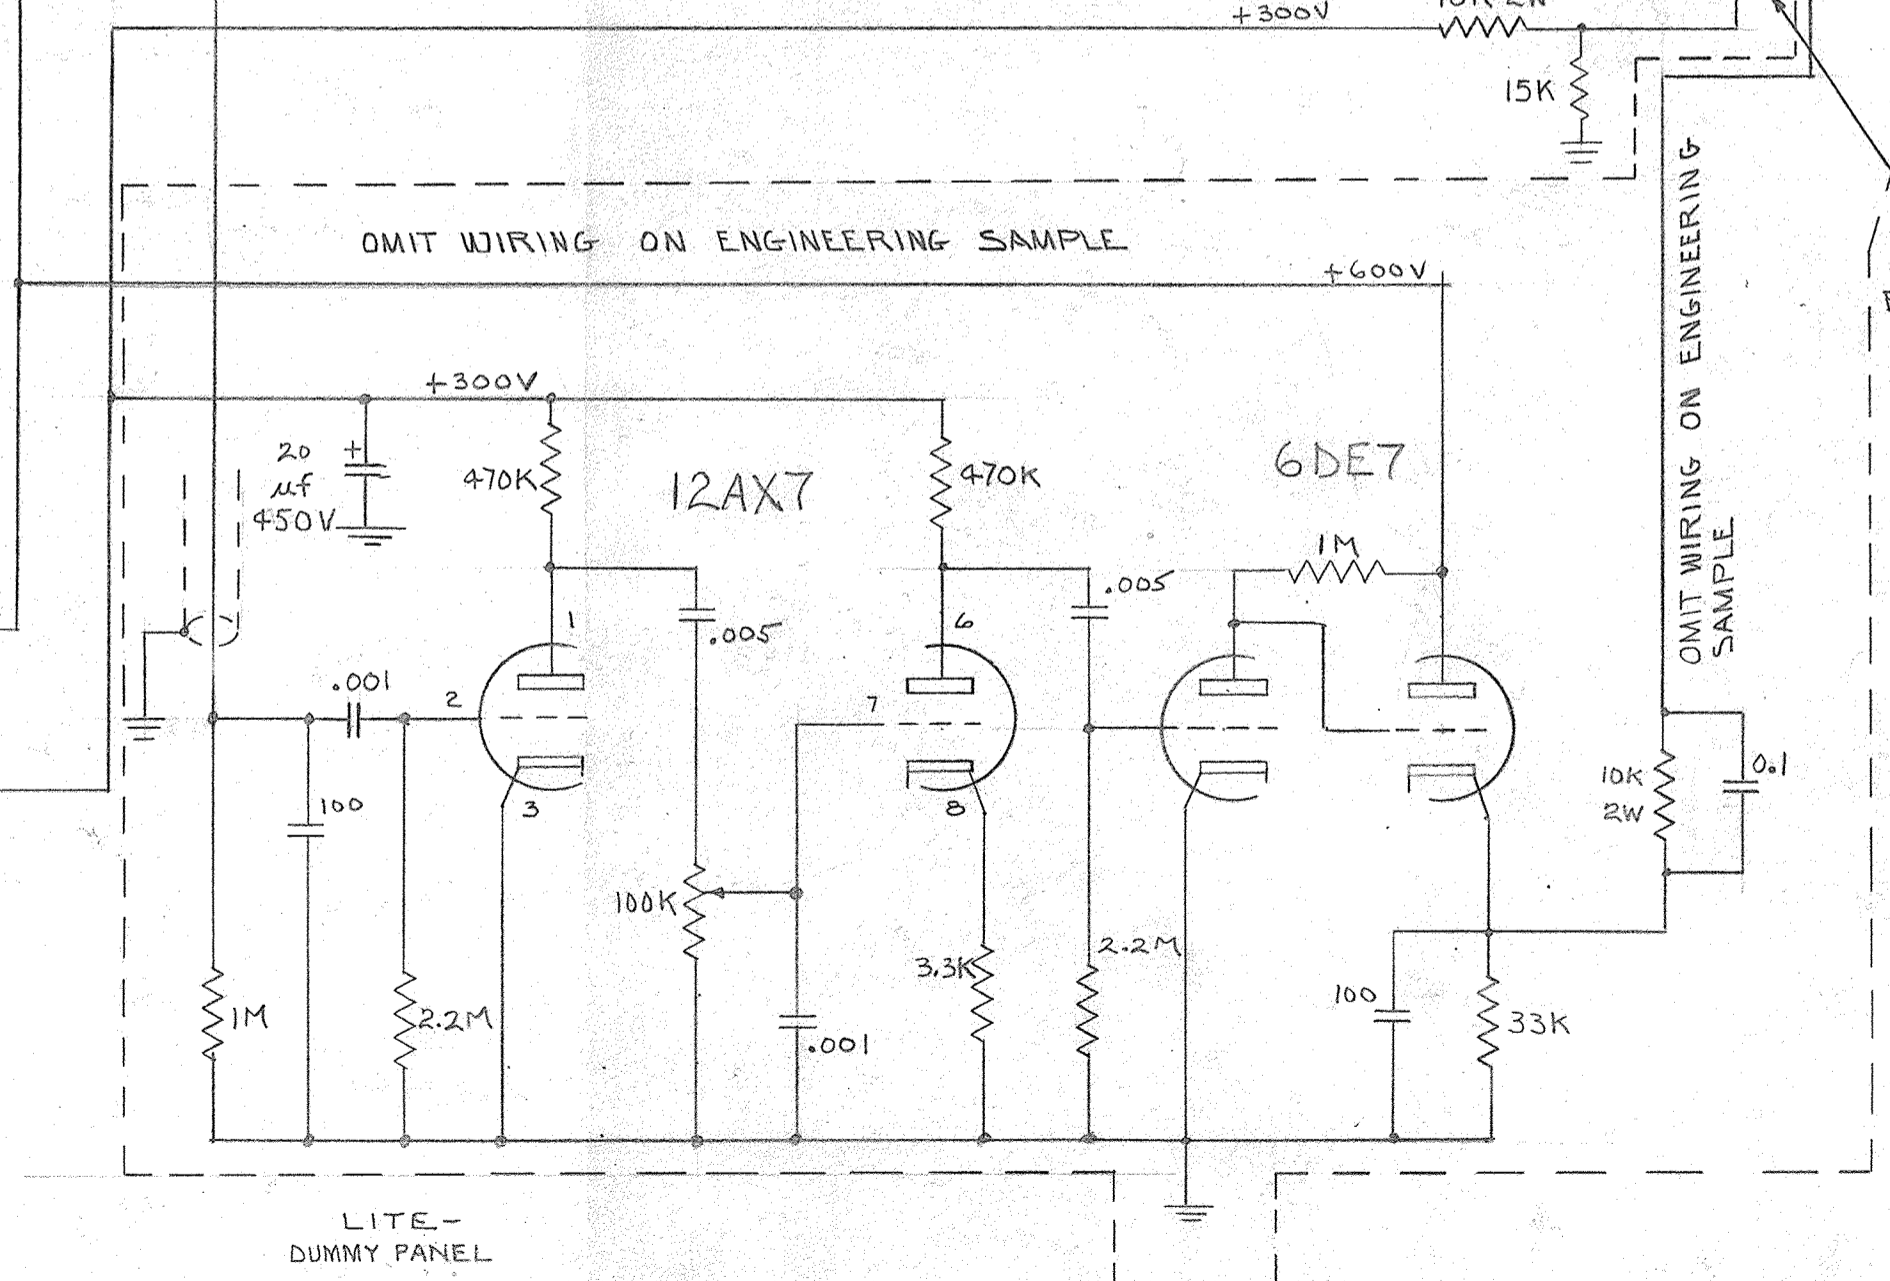 +300V
15K
OMIT WIRING ON ENGINEERING SAMPLE
+600V
OMIT WIRING ON ENGINEERING
SAMPLE
+300V
20
µf
450V
+
470K
12AX7
470K
6DE7
1M
.005
.005
1
6
.001
2
7
3
8
100
10K
2W
0.1
100K
2.2M
3.3K
100
33K
1M
2.2M
.001
LITE-
DUMMY PANEL